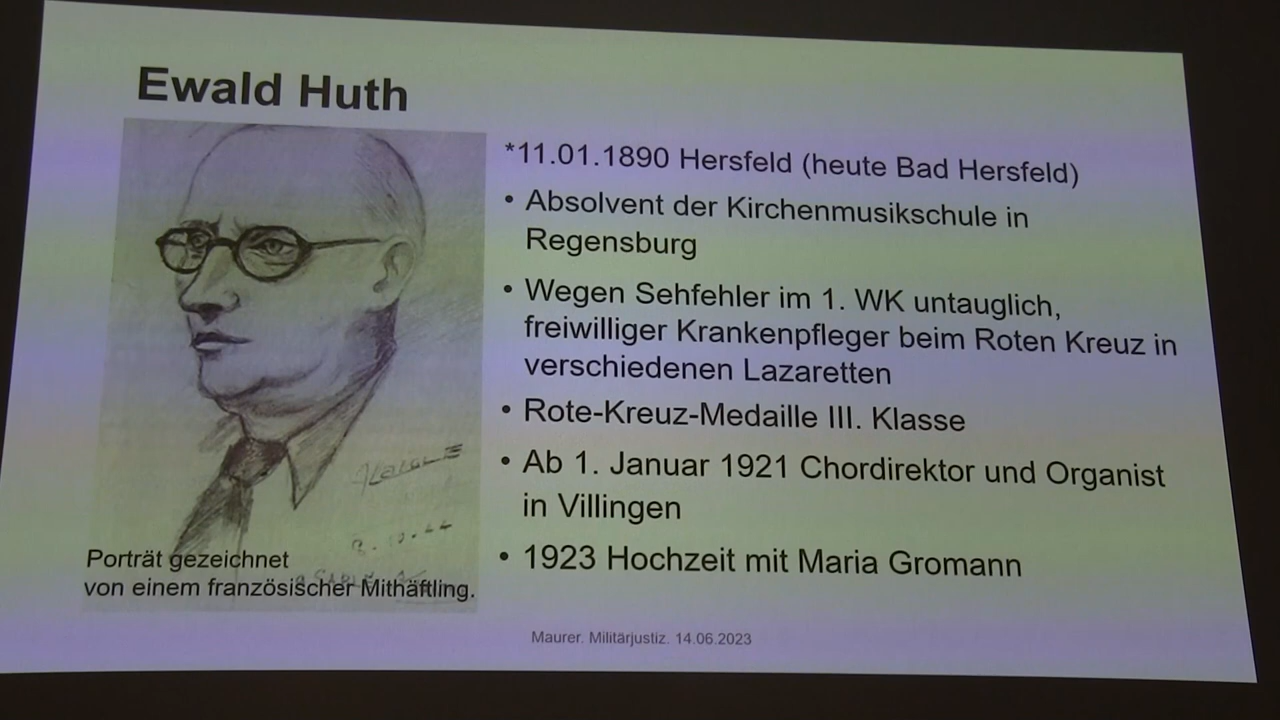 Ewald Huth
*11.01.1890 Hersfeld (heute Bad Hersfeld)
• Absolvent der Kirchenmusikschule in
Regensburg
• Wegen Sehfehler im 1. WK untauglich,
freiwilliger Krankenpfleger beim Roten Kreuz in
verschiedenen Lazaretten
• Rote-Kreuz-Medaille III. Klasse
• Ab 1. Januar 1921 Chordirektor und Organist
in Villingen
• 1923 Hochzeit mit Maria Gromann
Porträt gezeichnet
von einem französischer Mithäftling.
Maurer. Militärjustiz. 14.06.2023